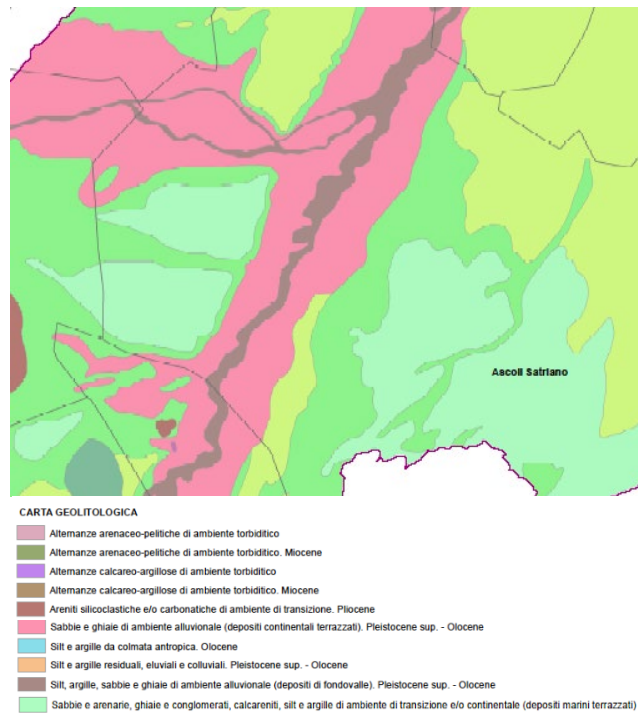 Ascoli Satriano
CARTA GEOLITOLOGICA
Alternanze arenaceo-pelitiche di ambiente torbiditico
Alternanze arenaceo-pelitiche di ambiente torbiditico. Miocene
Alternanze calcareo-argillose di ambiente torbiditico
Alternanze calcareo-argillose di ambiente torbiditico. Miocene
Areniti silicoclastiche e/o carbonatiche di ambiente di transizione. Pliocene
Sabbie e ghiaie di ambiente alluvionale (depositi continentali terrazzati). Pleistocene sup. - Olocene
Silt e argille da colmata antropica. Olocene
Silt e argille residuali, eluviali e colluviali. Pleistocene sup. - Olocene
Silt, argille, sabbie e ghiaie di ambiente alluvionale (depositi di fondovalle). Pleistocene sup. - Olocene
Sabbie e arenarie, ghiaie e conglomerati, calcareniti, silt e argille di ambiente di transizione e/o continentale (depositi marini terrazzati)